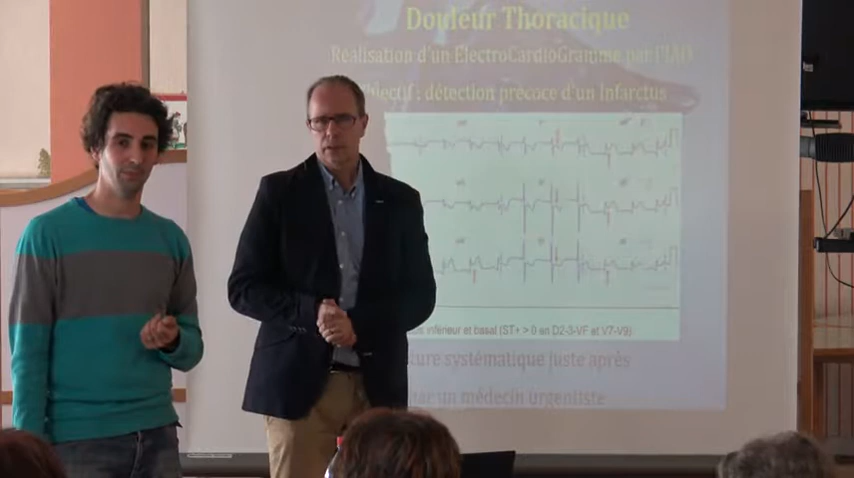 Douleur Thoracique
Réalisation d'un ElectroCardioGramme par l'IAO
Objectif : détection précoce d'un Infarctus
inférieur et basal (ST+ > 0 en D2-3-VF et V7-V9)
systématique juste après
un médecin urgentiste